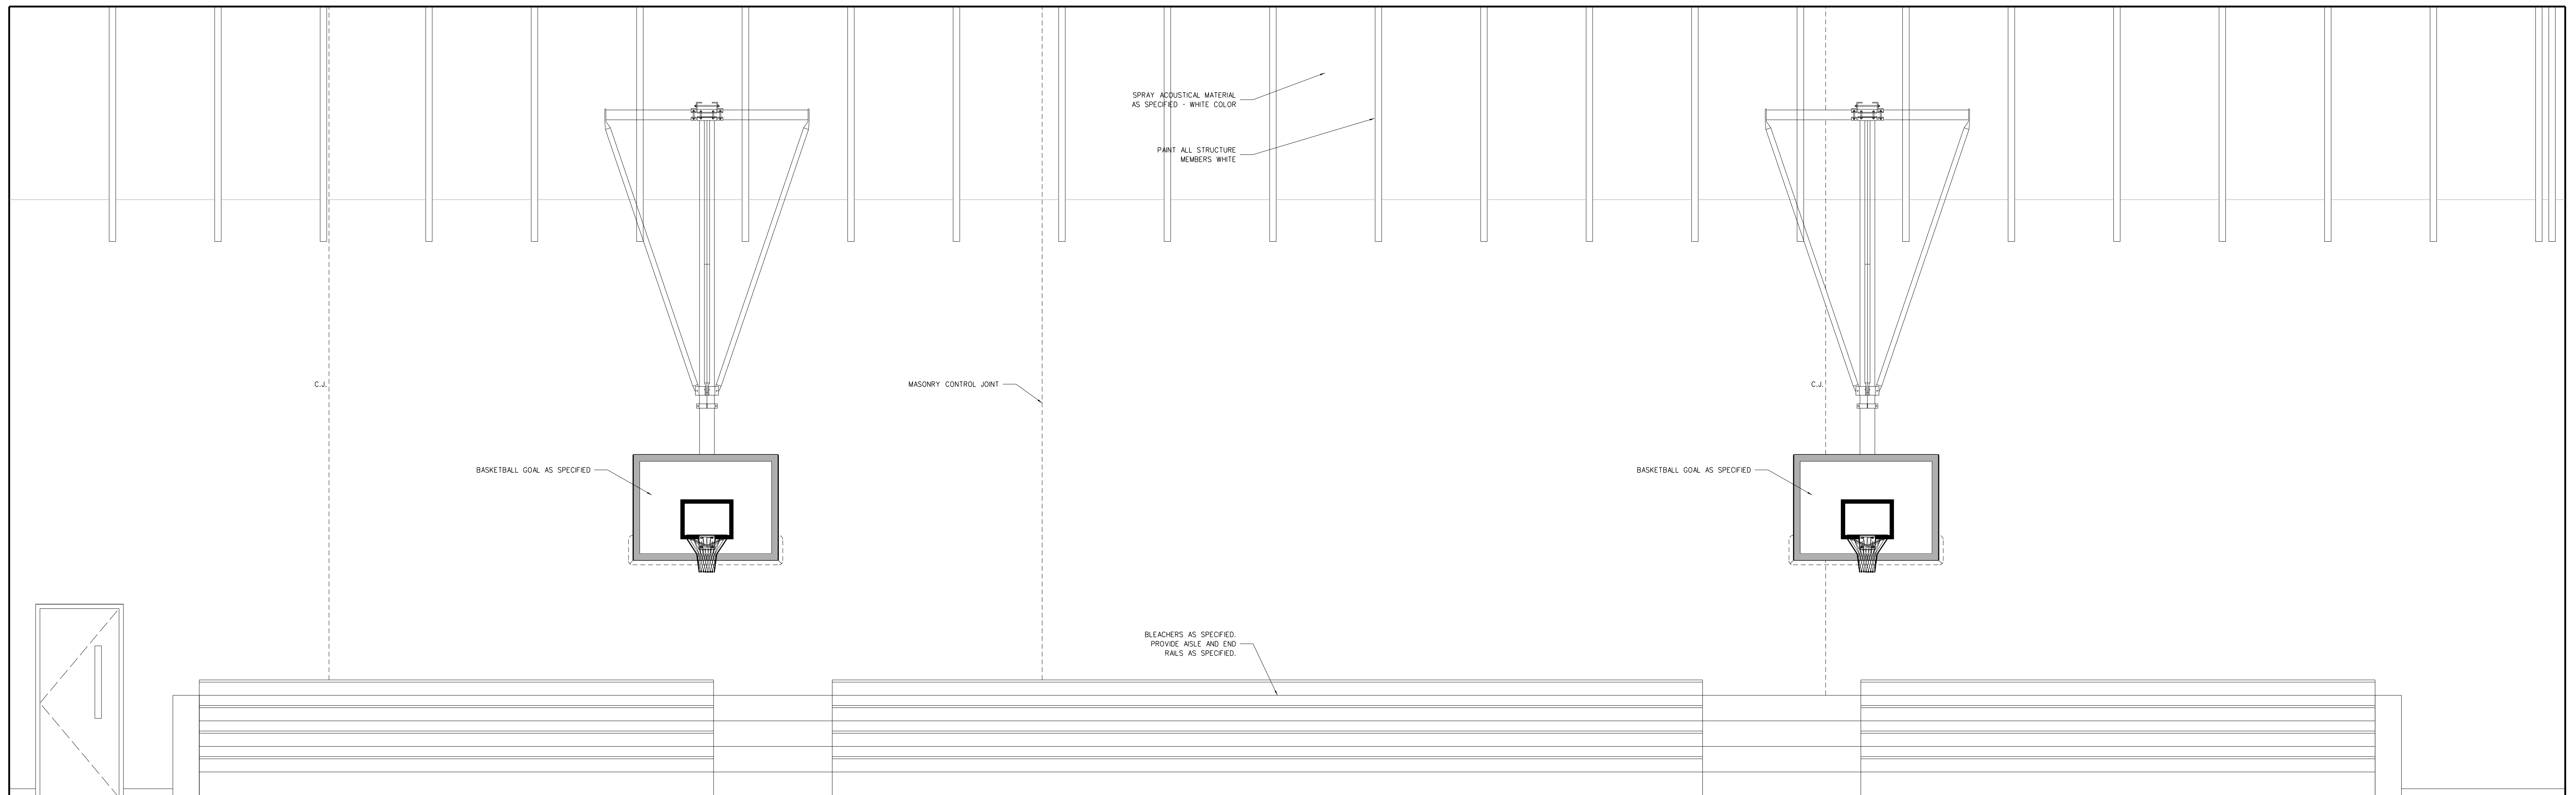 SPRAY ACOUSTICAL MATERIAL
AS SPECIFIED - WHITE COLOR
PAINT ALL STRUCTURE
MEMBERS WHITE
C.J.
MASONRY CONTROL JOINT
C.J.
BASKETBALL GOAL AS SPECIFIED
BASKETBALL GOAL AS SPECIFIED
BLEACHERS AS SPECIFIED.
PROVIDE AISLE AND END
RAILS AS SPECIFIED.